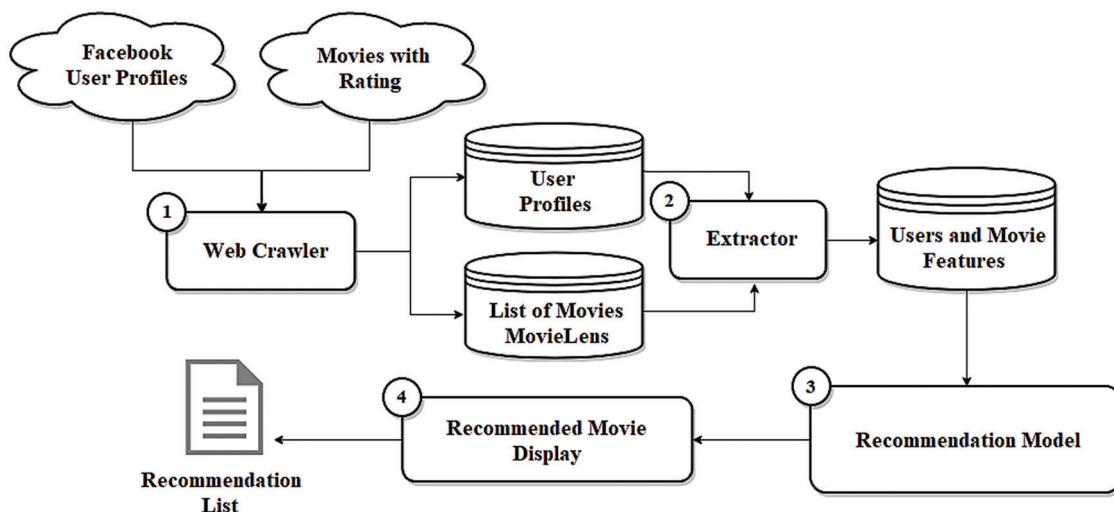 Facebook
User Profiles
Movies with
Rating
1
Web Crawler
User
Profiles
List of Movies
MovieLens
2
Extractor
Users and Movie
Features
3
Recommendation Model
4
Recommended Movie
Display
Recommendation
List